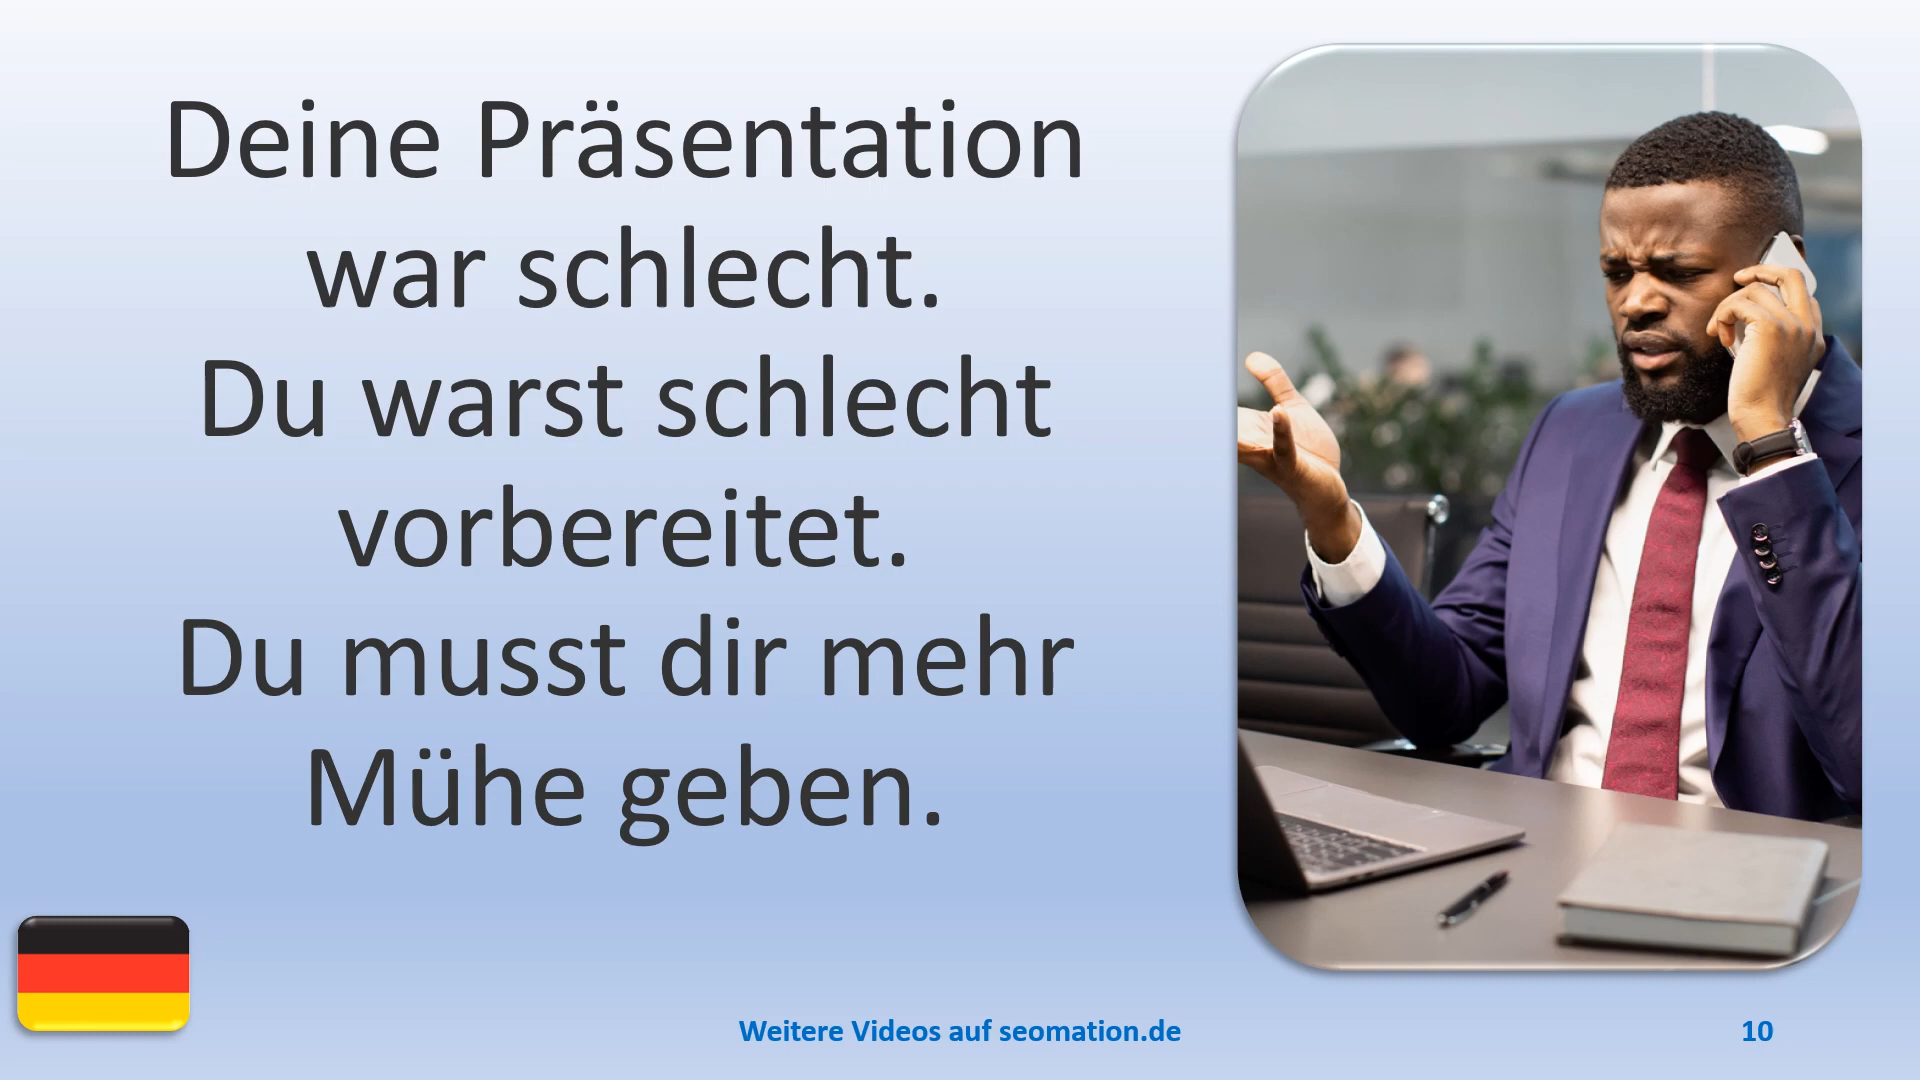 Deine Präsentation
war schlecht.
Du warst schlecht
vorbereitet.
Du musst dir mehr
Mühe geben.
Weitere Videos auf seomation.de
10